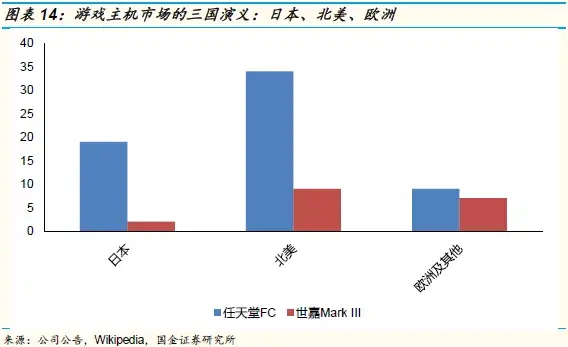 图表14：游戏主机市场的三国演义：日本、北美、欧洲
40
35
30
25
20
15
10
5
0
日本
北美
欧洲及其他
任天堂FC 世嘉Mark III
来源：公司公告，Wikipedia，国金证券研究所